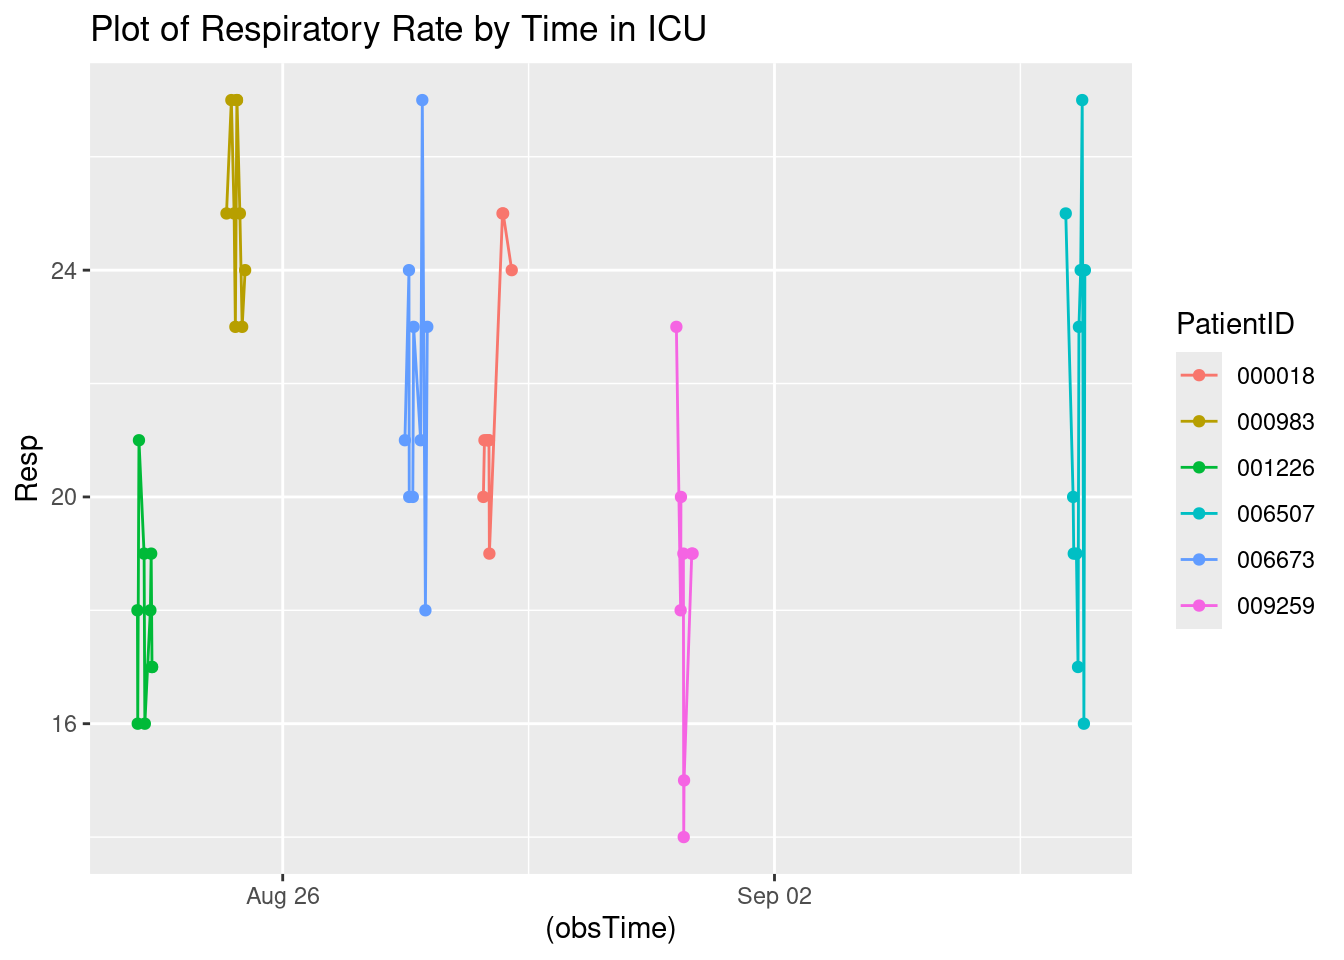 Plot of Respiratory Rate by Time in ICU
Resp
24
20
16
Aug 26
Sep 02
(obsTime)
PatientID
000018
000983
001226
006507
006673
009259